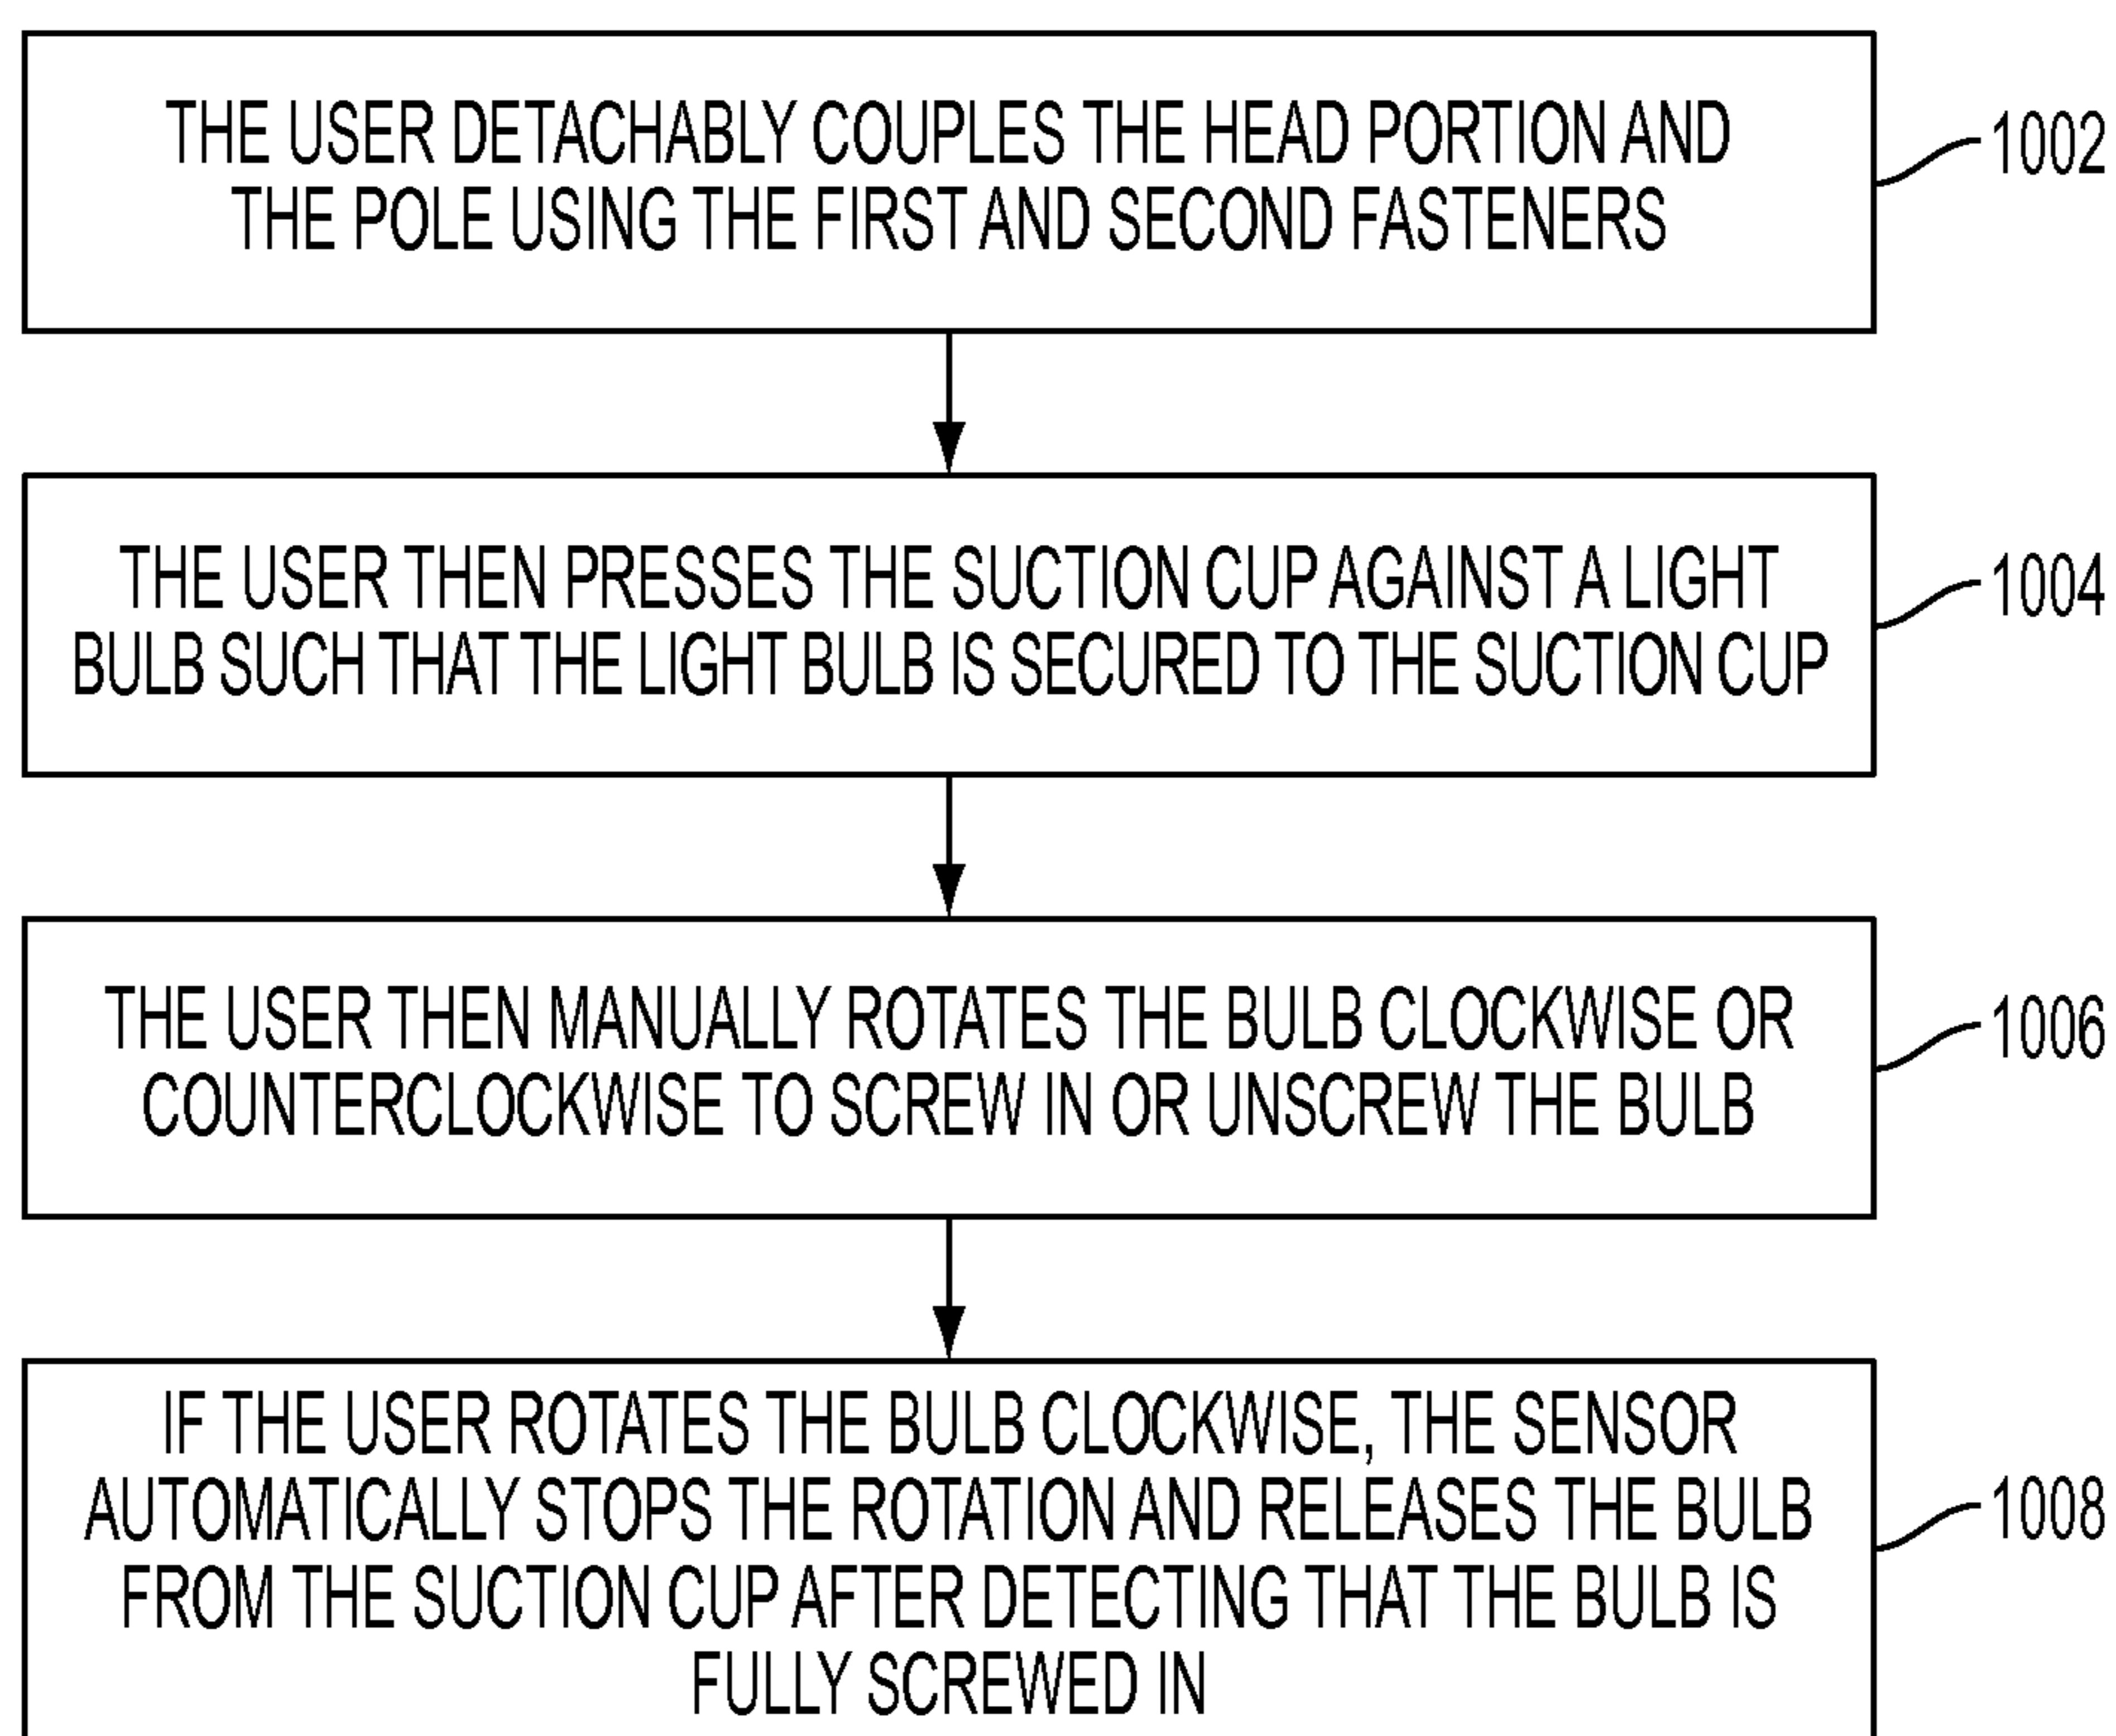 THE USER DETACHABLY COUPLES THE HEAD PORTION AND
THE POLE USING THE FIRST AND SECOND FASTENERS
1002
THE USER THEN PRESSES THE SUCTION CUP AGAINST A LIGHT
BULB SUCH THAT THE LIGHT BULB IS SECURED TO THE SUCTION CUP
1004
THE USER THEN MANUALLY ROTATES THE BULB CLOCKWISE OR
COUNTERCLOCKWISE TO SCREW IN OR UNSCREW THE BULB
1006
IF THE USER ROTATES THE BULB CLOCKWISE, THE SENSOR
AUTOMATICALLY STOPS THE ROTATION AND RELEASES THE BULB
FROM THE SUCTION CUP AFTER DETECTING THAT THE BULB IS
FULLY SCREWED IN
1008